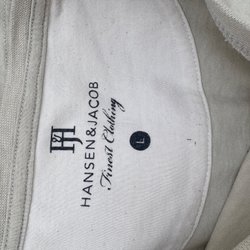 HJ
HANSEN & JACOB
Finest Clothing
L